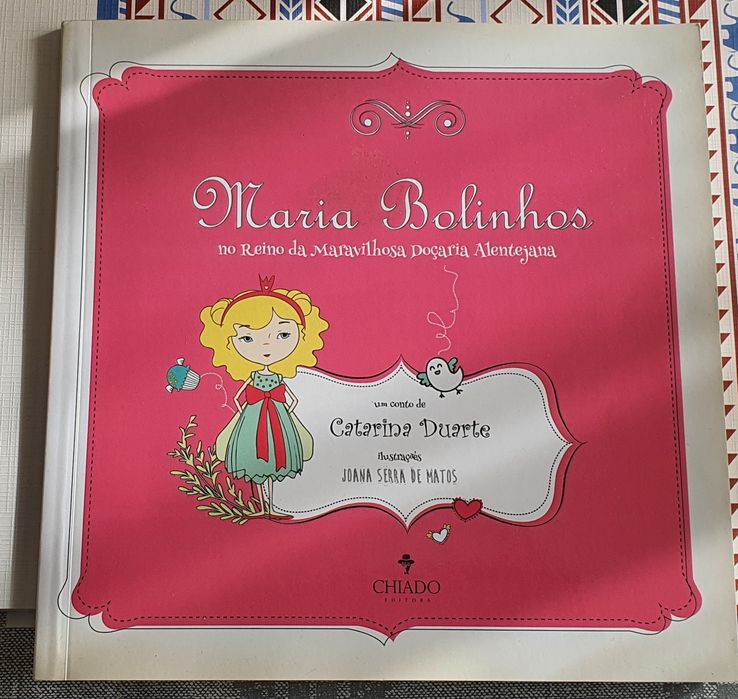 Maria Bolinhos
no Reino da Maravilhosa Doçaria Alentejana
um conto de
Catarina Duarte
ilustrações
JOANA SERRA DE MATOS
CHIADO
EDITORA